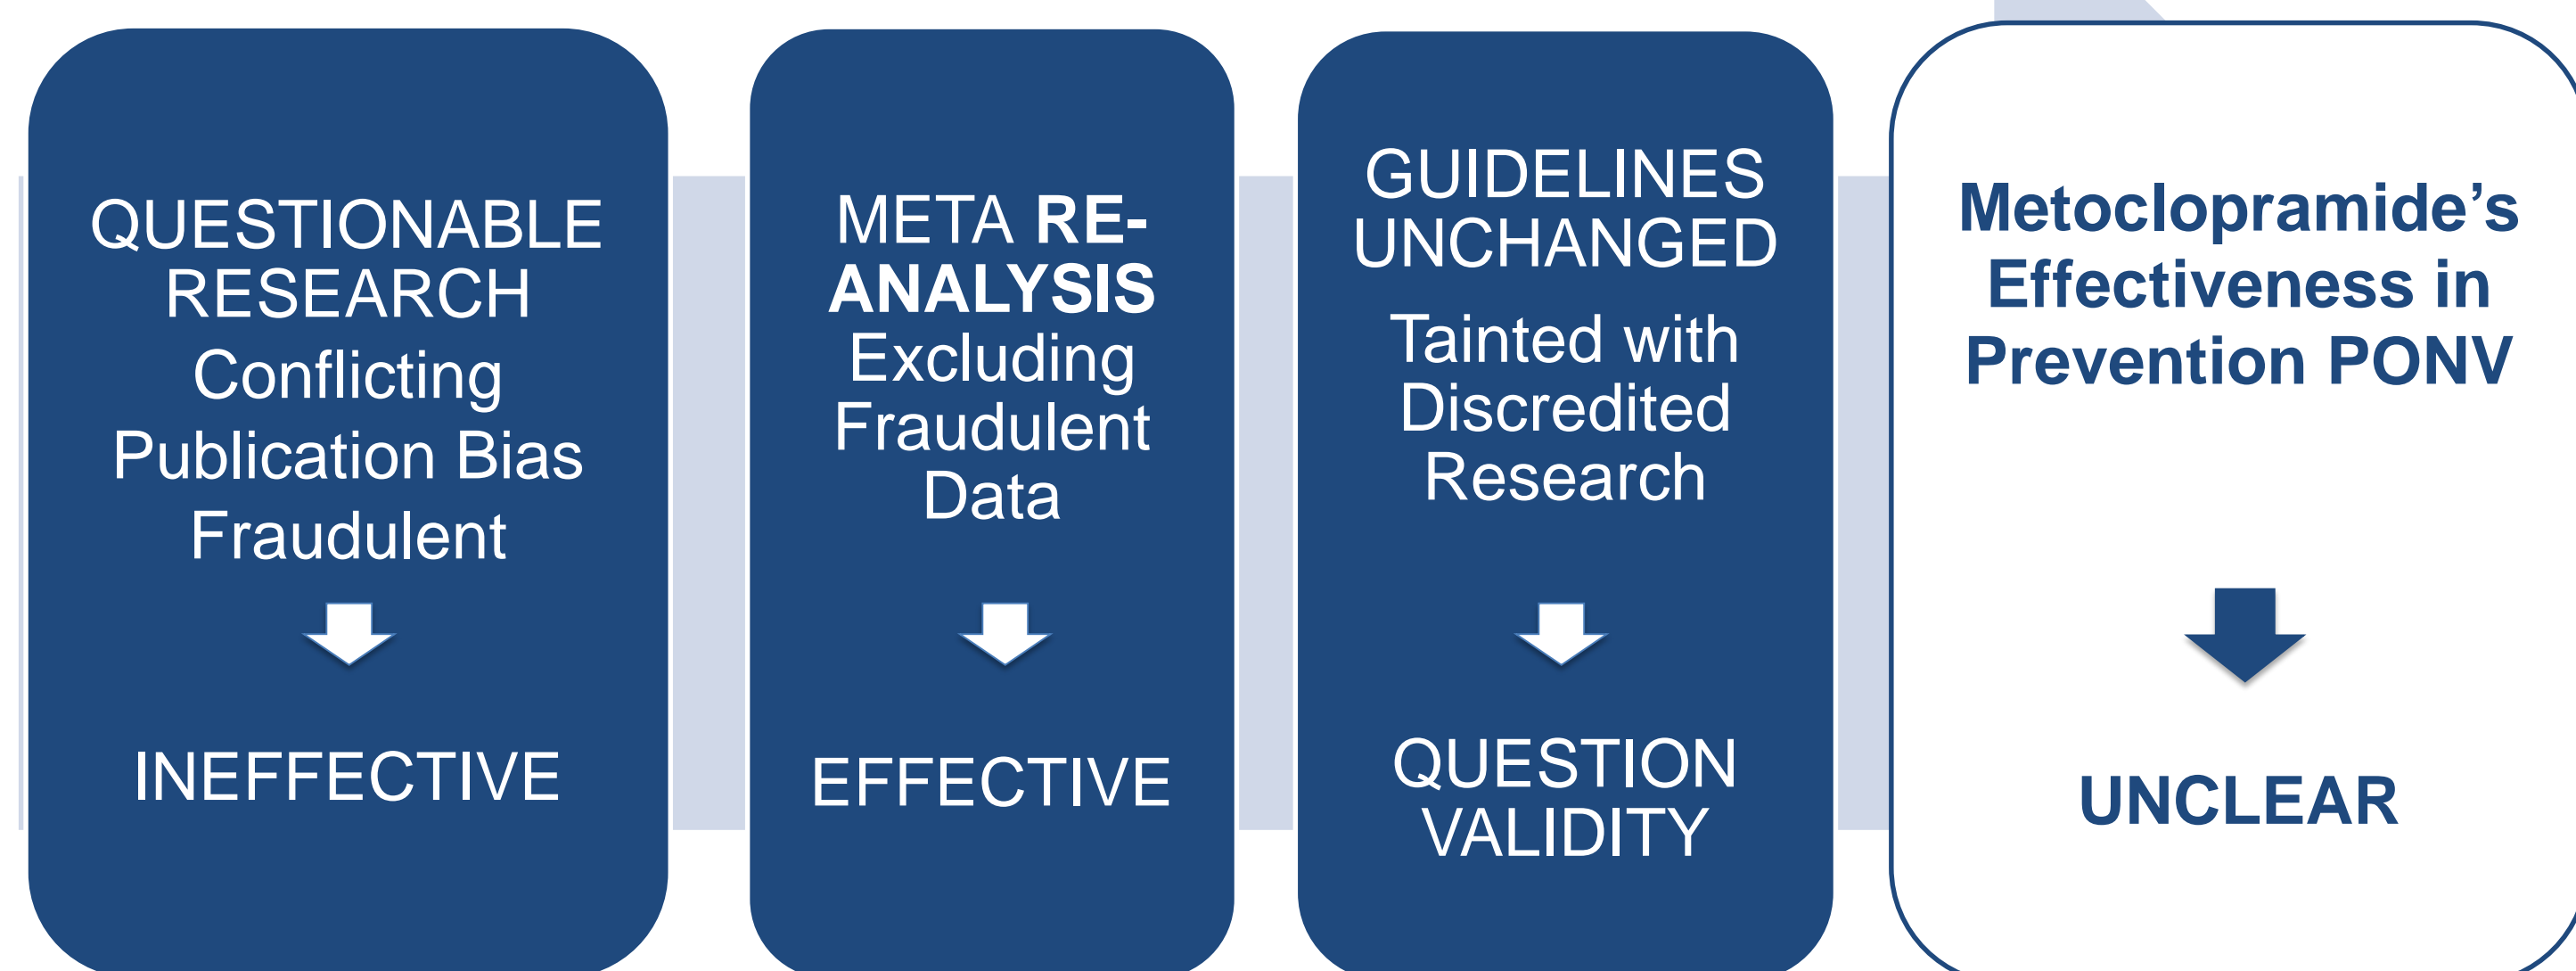 QUESTIONABLE
RESEARCH
Conflicting
Publication Bias
Fraudulent
INEFFECTIVE
META RE-
ANALYSIS
Excluding
Fraudulent
Data
EFFECTIVE
GUIDELINES
UNCHANGED
Tainted with
Discredited
Research
QUESTION
VALIDITY
Metoclopramide’s
Effectiveness in
Prevention PONV
UNCLEAR